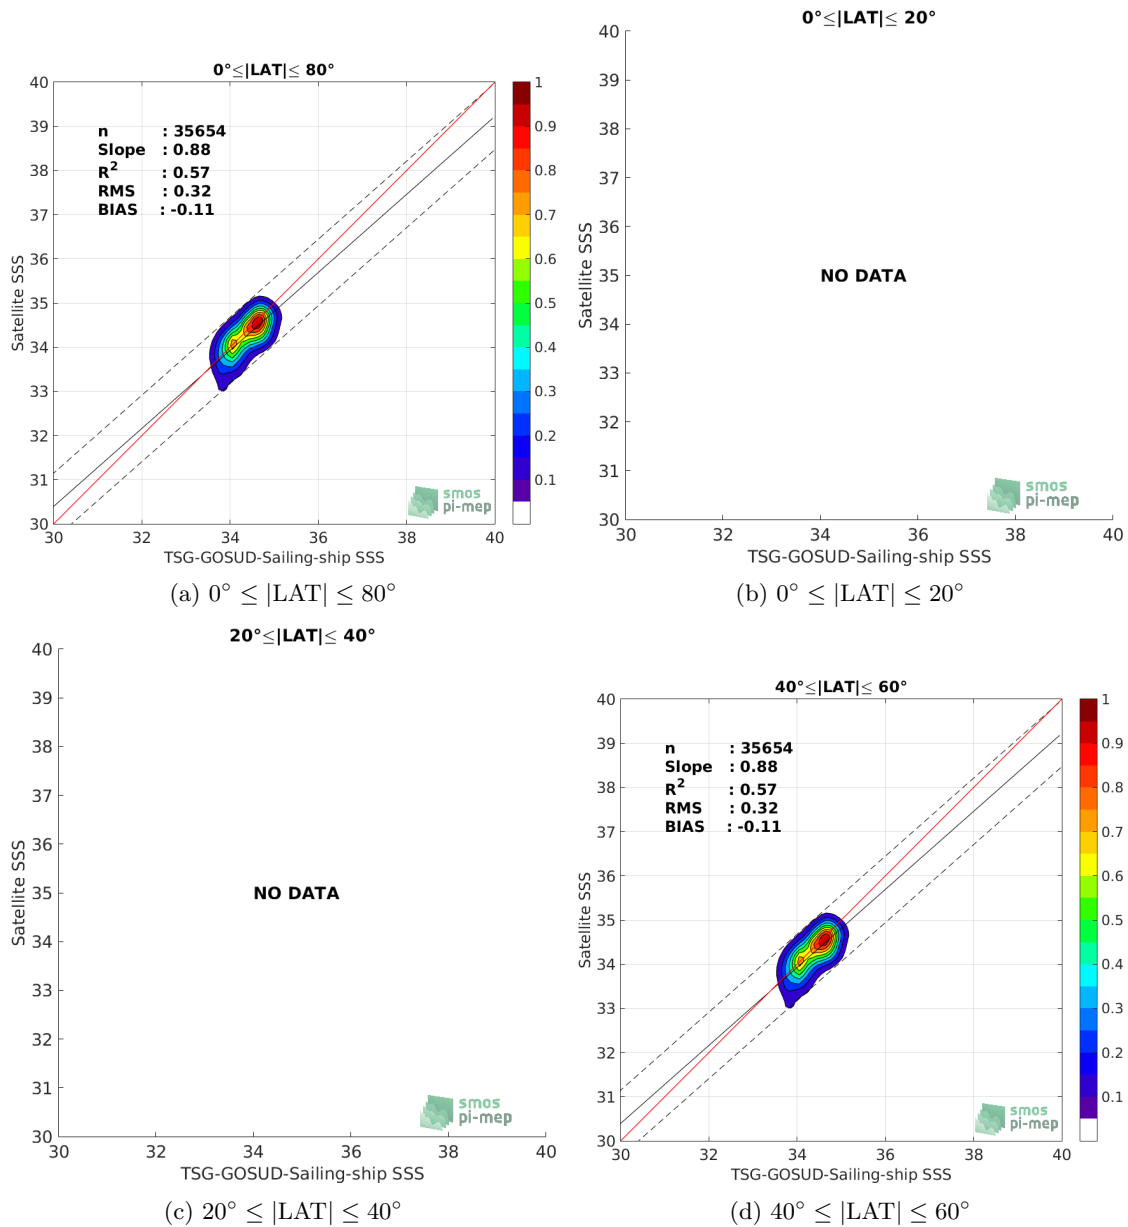 0°≤|LAT|≤ 80°
40
39
38
37
36
35
34
33
32
31
30
Satellite SSS
n : 35654
Slope : 0.88
R² : 0.57
RMS : 0.32
BIAS : -0.11
smos
pi-mep
30 32 34 36 38 40
TSG-GOSUD-Sailing-ship SSS
1
0.9
0.8
0.7
0.6
0.5
0.4
0.3
0.2
0.1
(a) 0° ≤ |LAT| ≤ 80°
0°≤|LAT|≤ 20°
40
39
38
37
36
35
34
33
32
31
30
Satellite SSS
NO DATA
smos
pi-mep
30 32 34 36 38 40
TSG-GOSUD-Sailing-ship SSS
(b) 0° ≤ |LAT| ≤ 20°
20°≤|LAT|≤ 40°
40
39
38
37
36
35
34
33
32
31
30
Satellite SSS
NO DATA
smos
pi-mep
30 32 34 36 38 40
TSG-GOSUD-Sailing-ship SSS
(c) 20° ≤ |LAT| ≤ 40°
40°≤|LAT|≤ 60°
40
39
38
37
36
35
34
33
32
31
30
Satellite SSS
n : 35654
Slope : 0.88
R² : 0.57
RMS : 0.32
BIAS : -0.11
smos
pi-mep
30 32 34 36 38 40
TSG-GOSUD-Sailing-ship SSS
1
0.9
0.8
0.7
0.6
0.5
0.4
0.3
0.2
0.1
(d) 40° ≤ |LAT| ≤ 60°